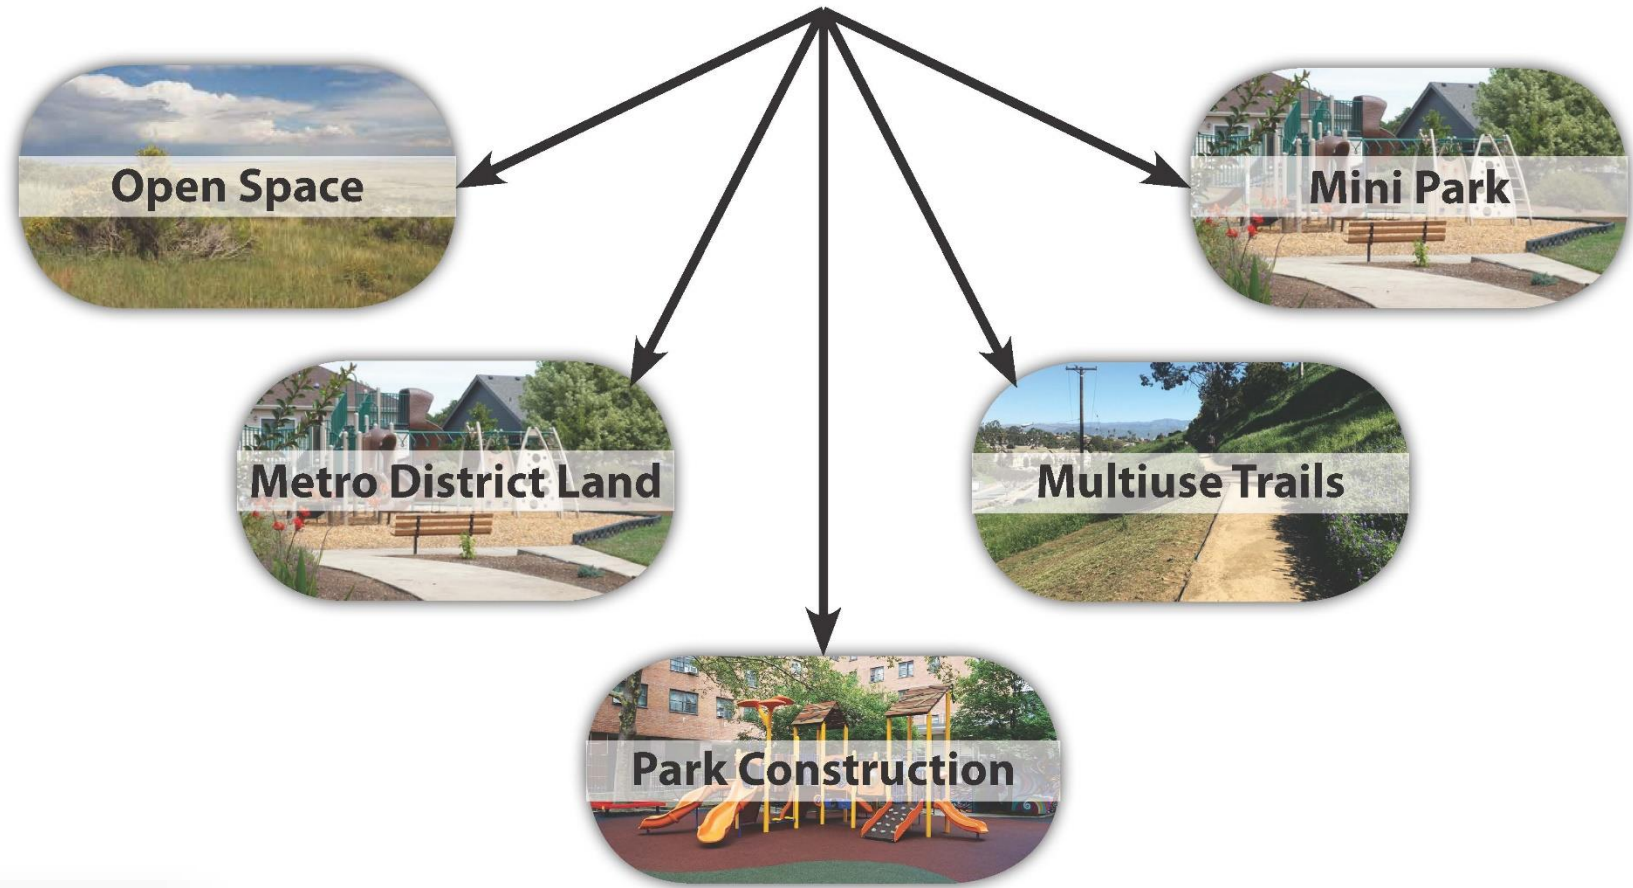 Open Space
Mini Park
Metro District Land
Multiuse Trails
Park Construction